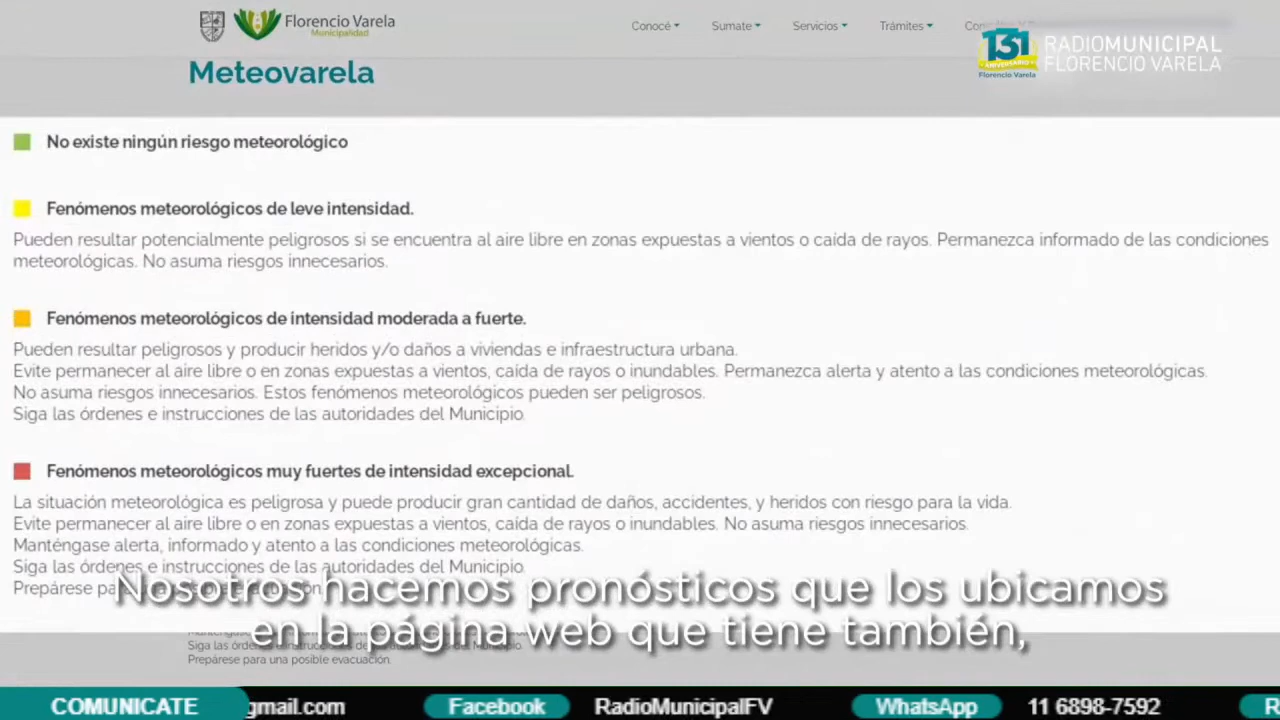 Florencio Varela
Municipalidad
Conocé
Sumate
Servicios
Trámites
131
ANIVERSARIO
Florencio Varela
RADIOMUNICIPAL
FLORENCIO VARELA
Meteovarela
No existe ningún riesgo meteorológico
Fenómenos meteorológicos de leve intensidad.
Pueden resultar potencialmente peligrosos si se encuentra al aire libre en zonas expuestas a vientos o caída de rayos. Permanezca informado de las condiciones
meteorológicas. No asuma riesgos innecesarios.
Fenómenos meteorológicos de intensidad moderada a fuerte.
Pueden resultar peligrosos y producir heridos y/o daños a viviendas e infraestructura urbana.
Evite permanecer al aire libre o en zonas expuestas a vientos, caída de rayos o inundables. Permanezca alerta y atento a las condiciones meteorológicas.
No asuma riesgos innecesarios. Estos fenómenos meteorológicos pueden ser peligrosos.
Siga las órdenes e instrucciones de las autoridades del Municipio.
Fenómenos meteorológicos muy fuertes de intensidad excepcional.
La situación meteorológica es peligrosa y puede producir gran cantidad de daños, accidentes, y heridos con riesgo para la vida.
Evite permanecer al aire libre o en zonas expuestas a vientos, caída de rayos o inundables. No asuma riesgos innecesarios.
Manténgase alerta, informado y atento a las condiciones meteorológicas.
Siga las órdenes e instrucciones de las autoridades del Municipio.
Prepárese
Nosotros hacemos pronósticos que los ubicamos
en la página web que tiene también,
Siga las
Prepárese para una posible evacuación.
COMUNICATE
gmail.com
Facebook
RadioMunicipalFV
WhatsApp
11 6898-7592
R